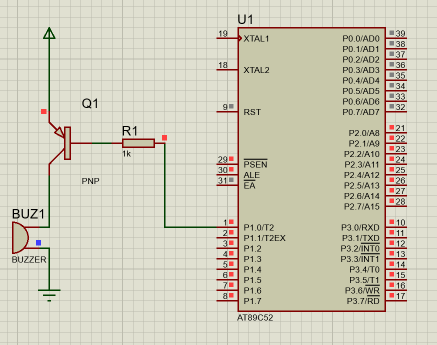 U1
19
XTAL1
18
XTAL2
9
RST
29
PSEN
30
ALE
31
EA
1
P1.0/T2
2
P1.1/T2EX
3
P1.2
4
P1.3
5
P1.4
6
P1.5
7
P1.6
8
P1.7
P0.0/AD0
39
P0.1/AD1
38
P0.2/AD2
37
P0.3/AD3
36
P0.4/AD4
35
P0.5/AD5
34
P0.6/AD6
33
P0.7/AD7
32
P2.0/A8
21
P2.1/A9
22
P2.2/A10
23
P2.3/A11
24
P2.4/A12
25
P2.5/A13
26
P2.6/A14
27
P2.7/A15
28
P3.0/RXD
10
P3.1/TXD
11
P3.2/INT0
12
P3.3/INT1
13
P3.4/T0
14
P3.5/T1
15
P3.6/WR
16
P3.7/RD
17
AT89C52
Q1
PNP
R1
1k
BUZ1
BUZZER